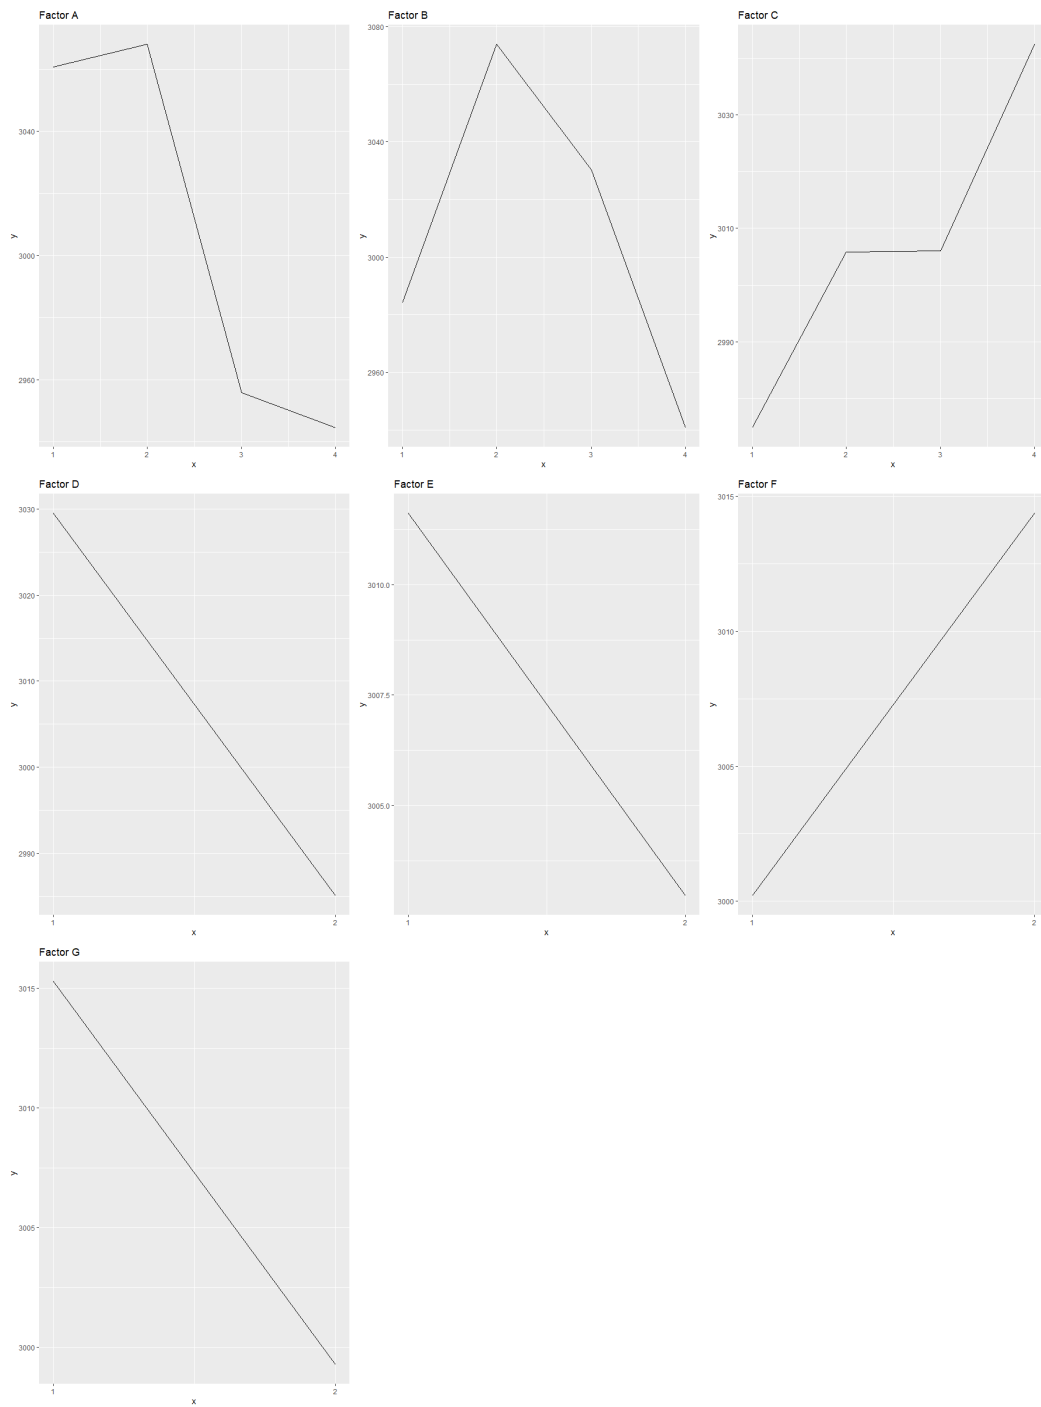 Factor A
3040
3000
2960
y
1 2 3 4
x
Factor B
3080
3040
3000
2960
y
1 2 3 4
x
Factor C
3030
3010
2990
y
1 2 3 4
x
Factor D
3030
3020
3010
3000
2990
y
1 2
x
Factor E
3010.0
3007.5
3005.0
y
1 2
x
Factor F
3015
3010
3005
3000
y
1 2
x
Factor G
3015
3010
3005
3000
y
1 2
x